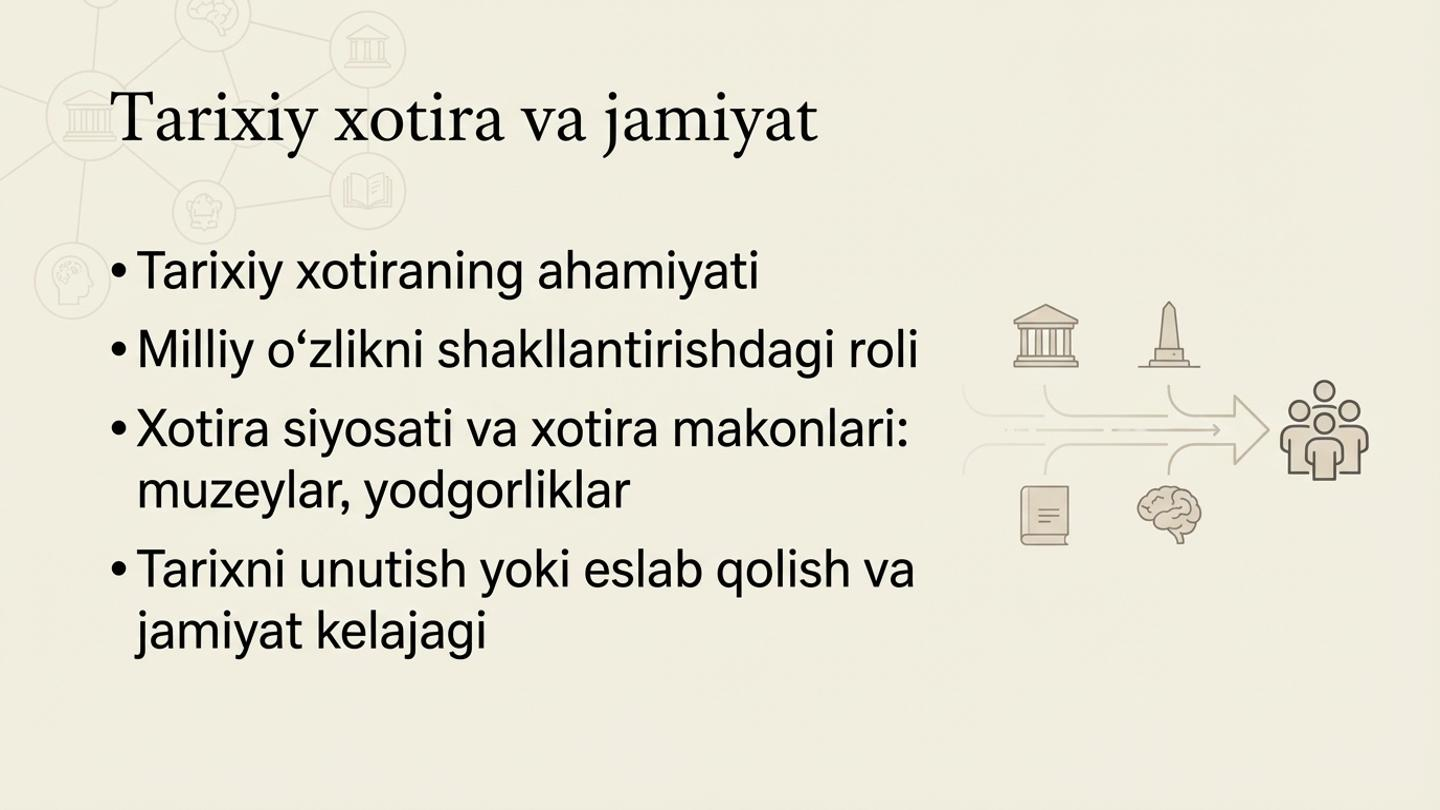 Tarixiy xotira va jamiyat
• Tarixiy xotiraning ahamiyati
• Milliy o‘zlikni shakllantirishdagi roli
• Xotira siyosati va xotira makonlari:
muzeylar, yodgorliklar
• Tarixni unutish yoki eslab qolish va
jamiyat kelajagi